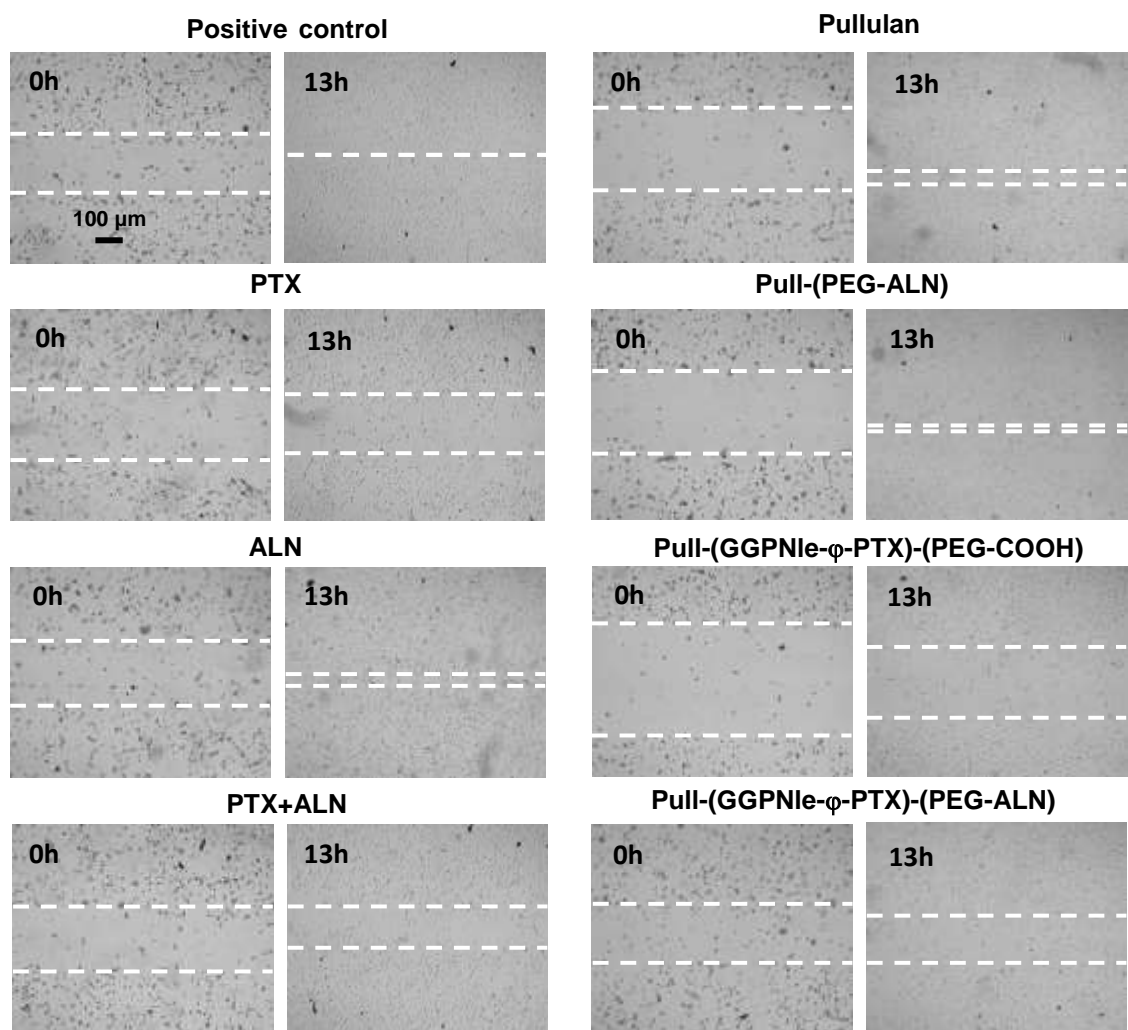 Positive control
0h
13h
100 µm
Pullulan
0h
13h
PTX
0h
13h
Pull-(PEG-ALN)
0h
13h
ALN
0h
13h
Pull-(GGPNle-φ-PTX)-(PEG-COOH)
0h
13h
PTX+ALN
0h
13h
Pull-(GGPNle-φ-PTX)-(PEG-ALN)
0h
13h